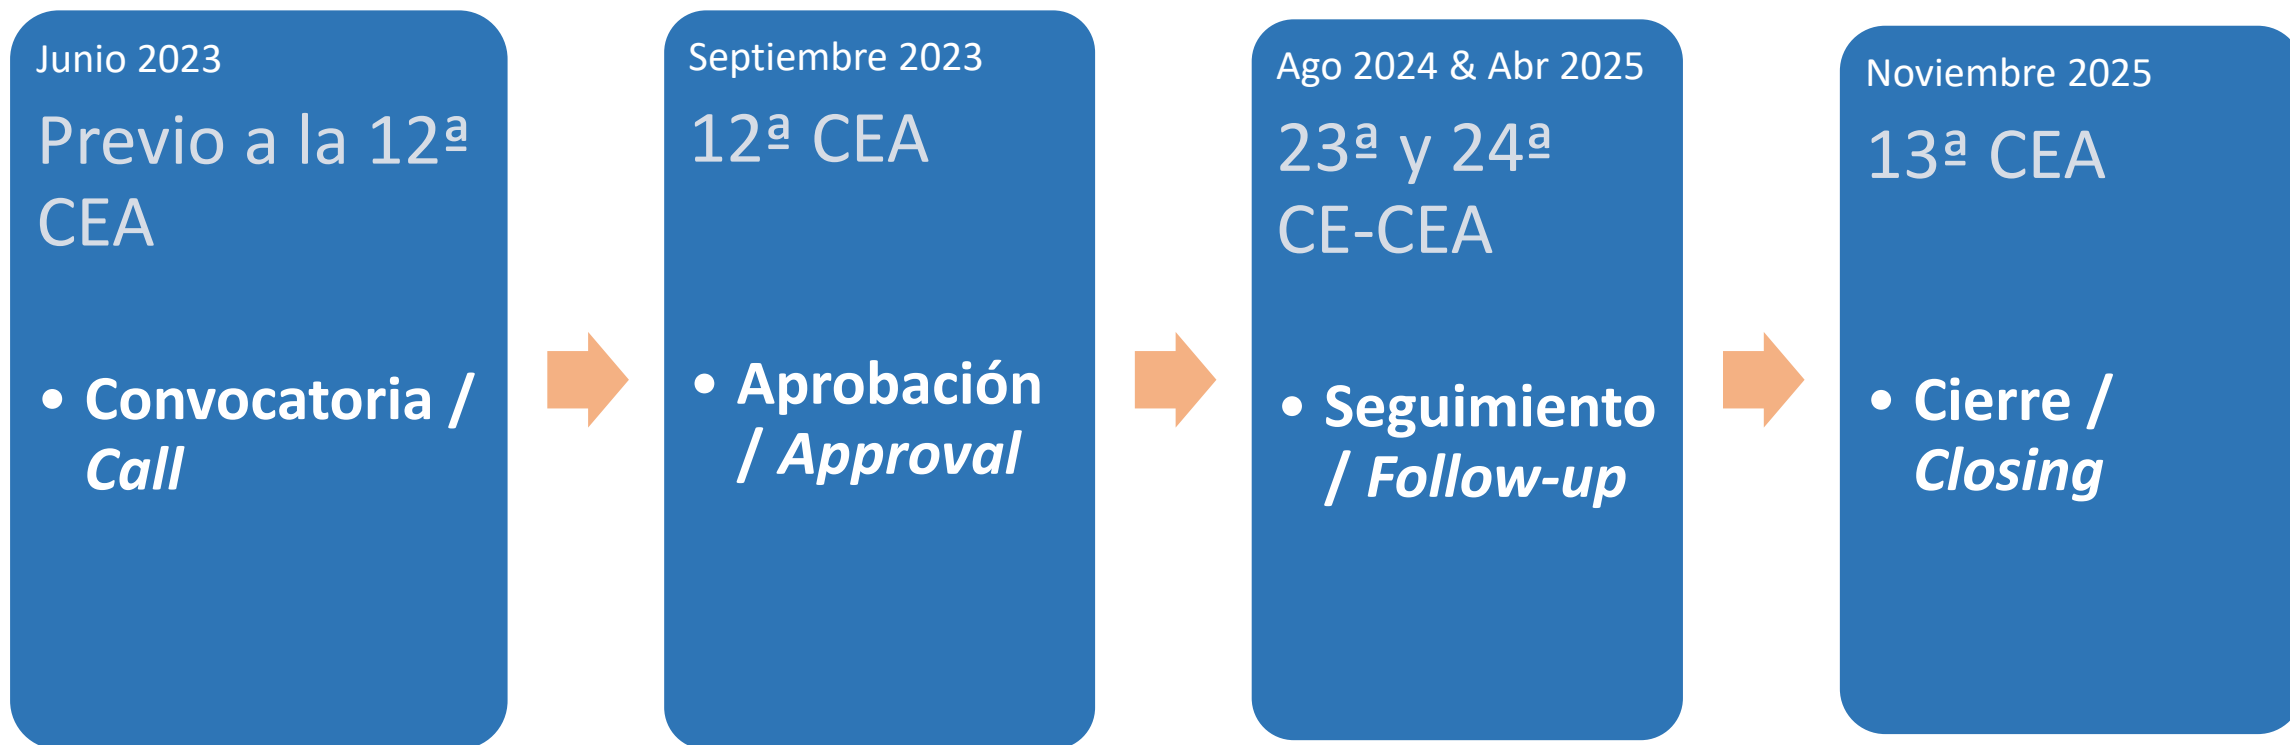 Junio 2023
Previo a la 12ª
CEA
• Convocatoria /
Call
Septiembre 2023
12ª CEA
• Aprobación
/ Approval
Ago 2024 & Abr 2025
23ª y 24ª
CE-CEA
• Seguimiento
/ Follow-up
Noviembre 2025
13ª CEA
• Cierre /
Closing